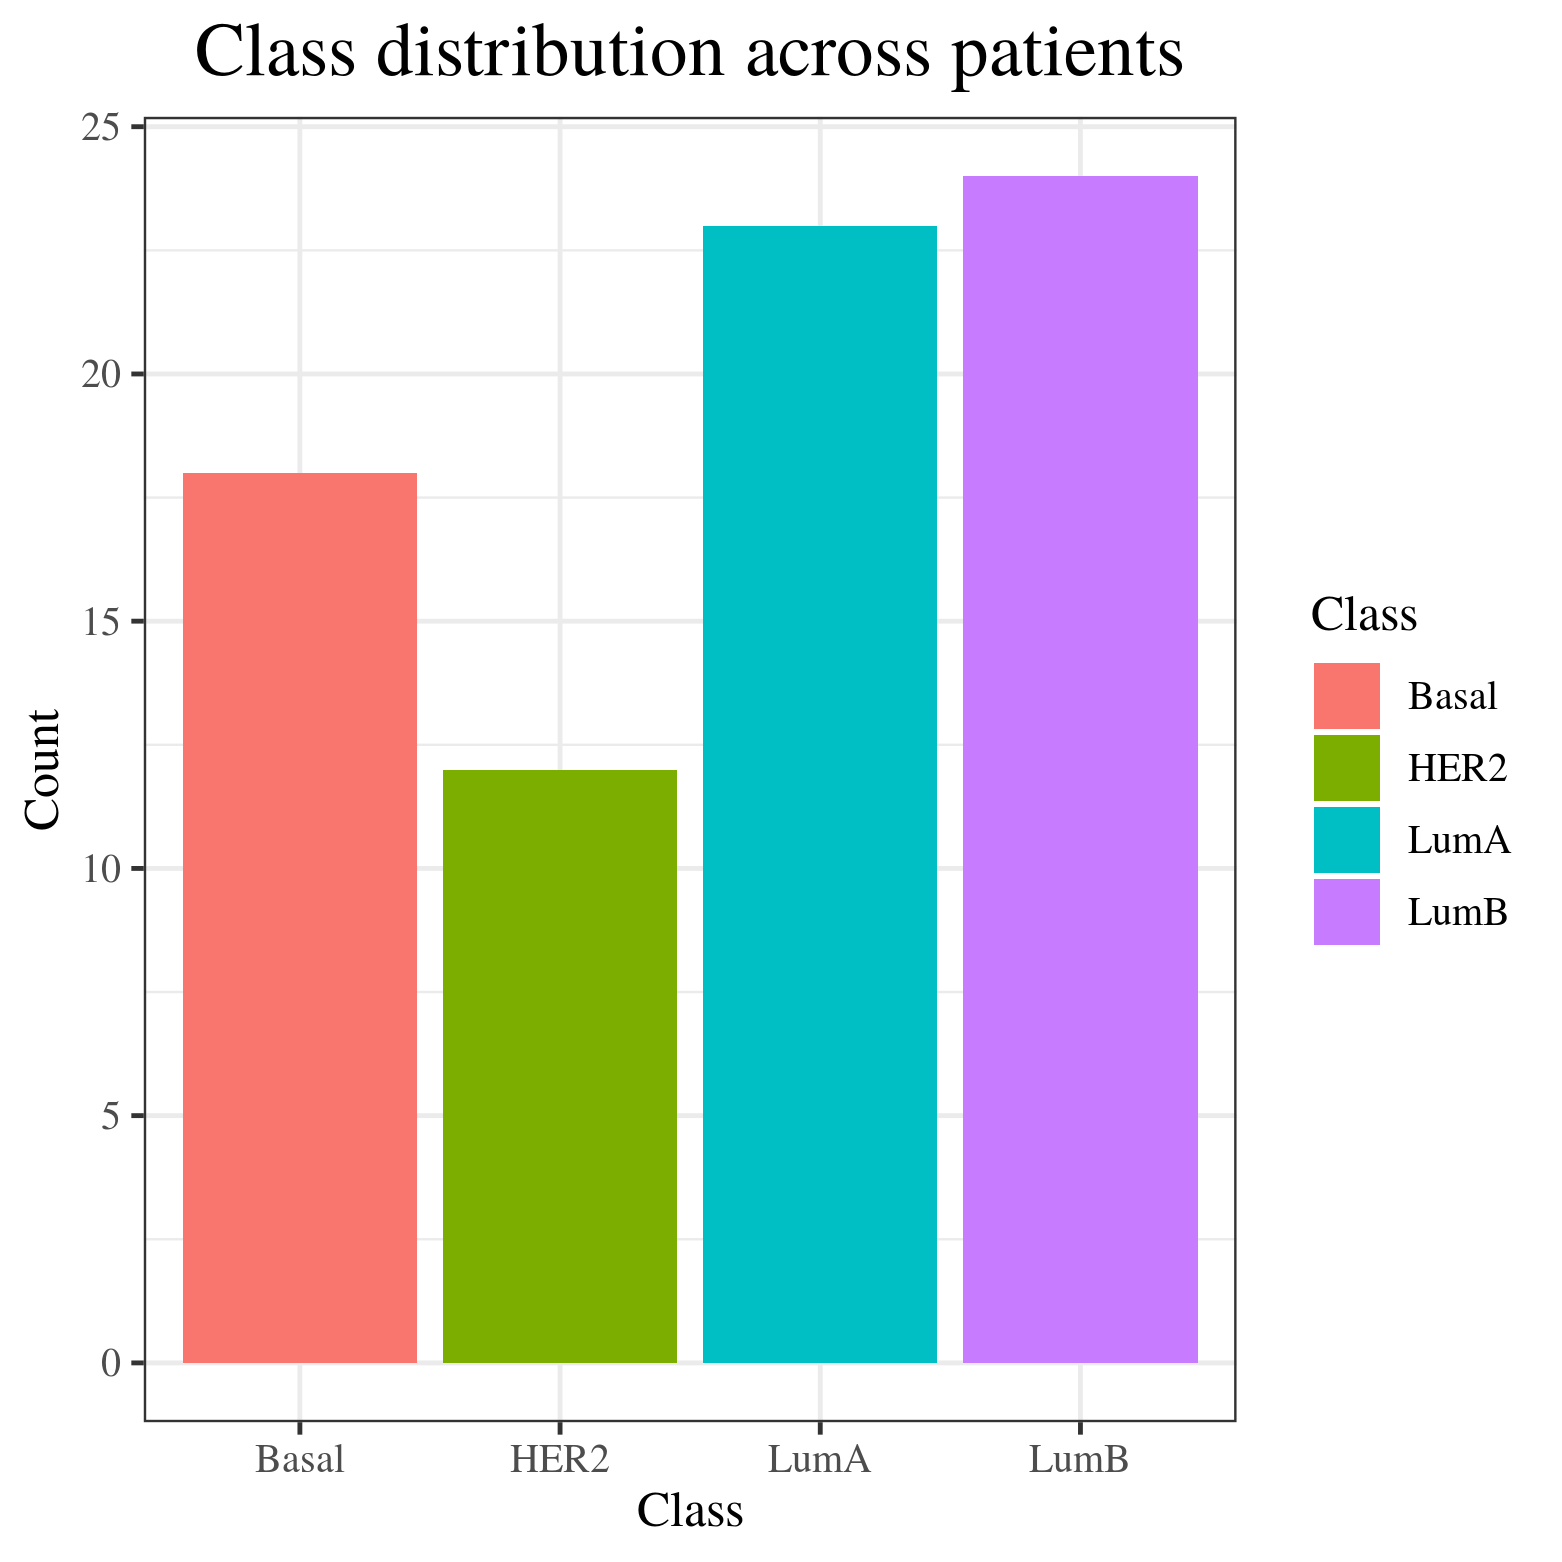 Class distribution across patients
25
20
15
10
5
0
Count
Basal
HER2
LumA
LumB
Class
Class
Basal
HER2
LumA
LumB